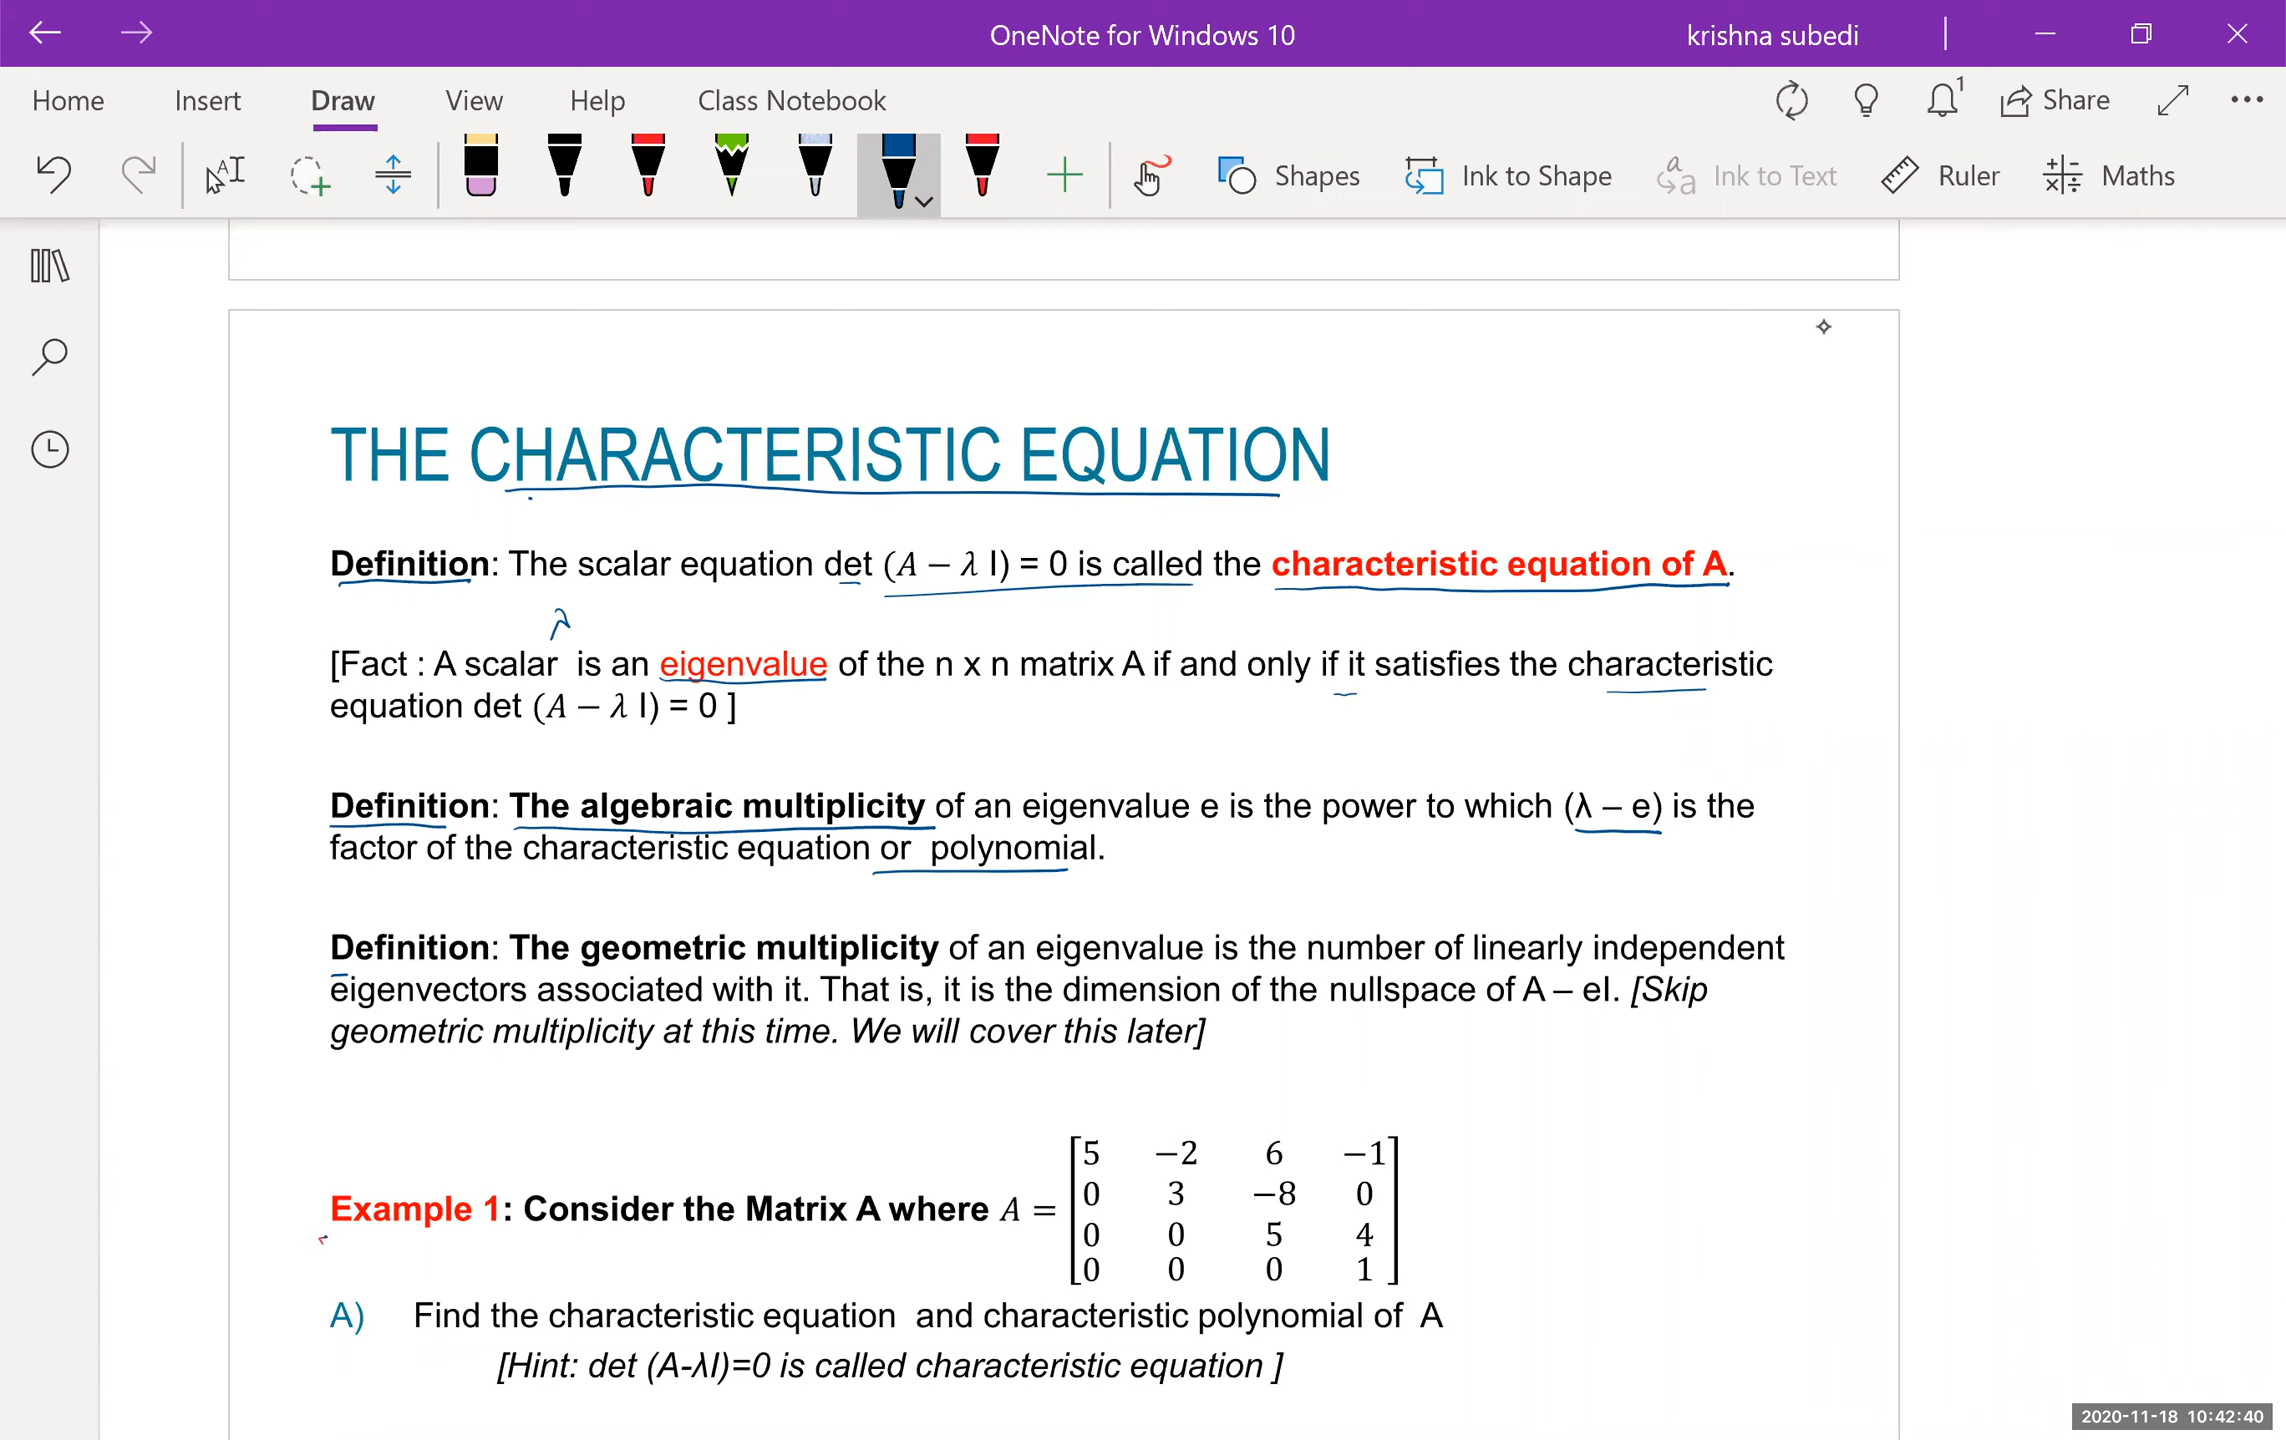 OneNote for Windows 10
krishna subedi
Home Insert Draw View Help Class Notebook
1 Share
Shapes Ink to Shape Ink to Text Ruler Maths
THE CHARACTERISTIC EQUATION
Definition: The scalar equation det (A − λ I) = 0 is called the characteristic equation of A.
λ
[Fact : A scalar is an eigenvalue of the n x n matrix A if and only if it satisfies the characteristic
equation det (A − λ I) = 0 ]
Definition: The algebraic multiplicity of an eigenvalue e is the power to which (λ – e) is the
factor of the characteristic equation or polynomial.
Definition: The geometric multiplicity of an eigenvalue is the number of linearly independent
eigenvectors associated with it. That is, it is the dimension of the nullspace of A – eI. [Skip
geometric multiplicity at this time. We will cover this later]
5 −2 6 −1
0 3 −8 0
Example 1: Consider the Matrix A where A =
0 0 5 4
0 0 0 1
A) Find the characteristic equation and characteristic polynomial of A
[Hint: det (A-λI)=0 is called characteristic equation ]
2020-11-18 10:42:40